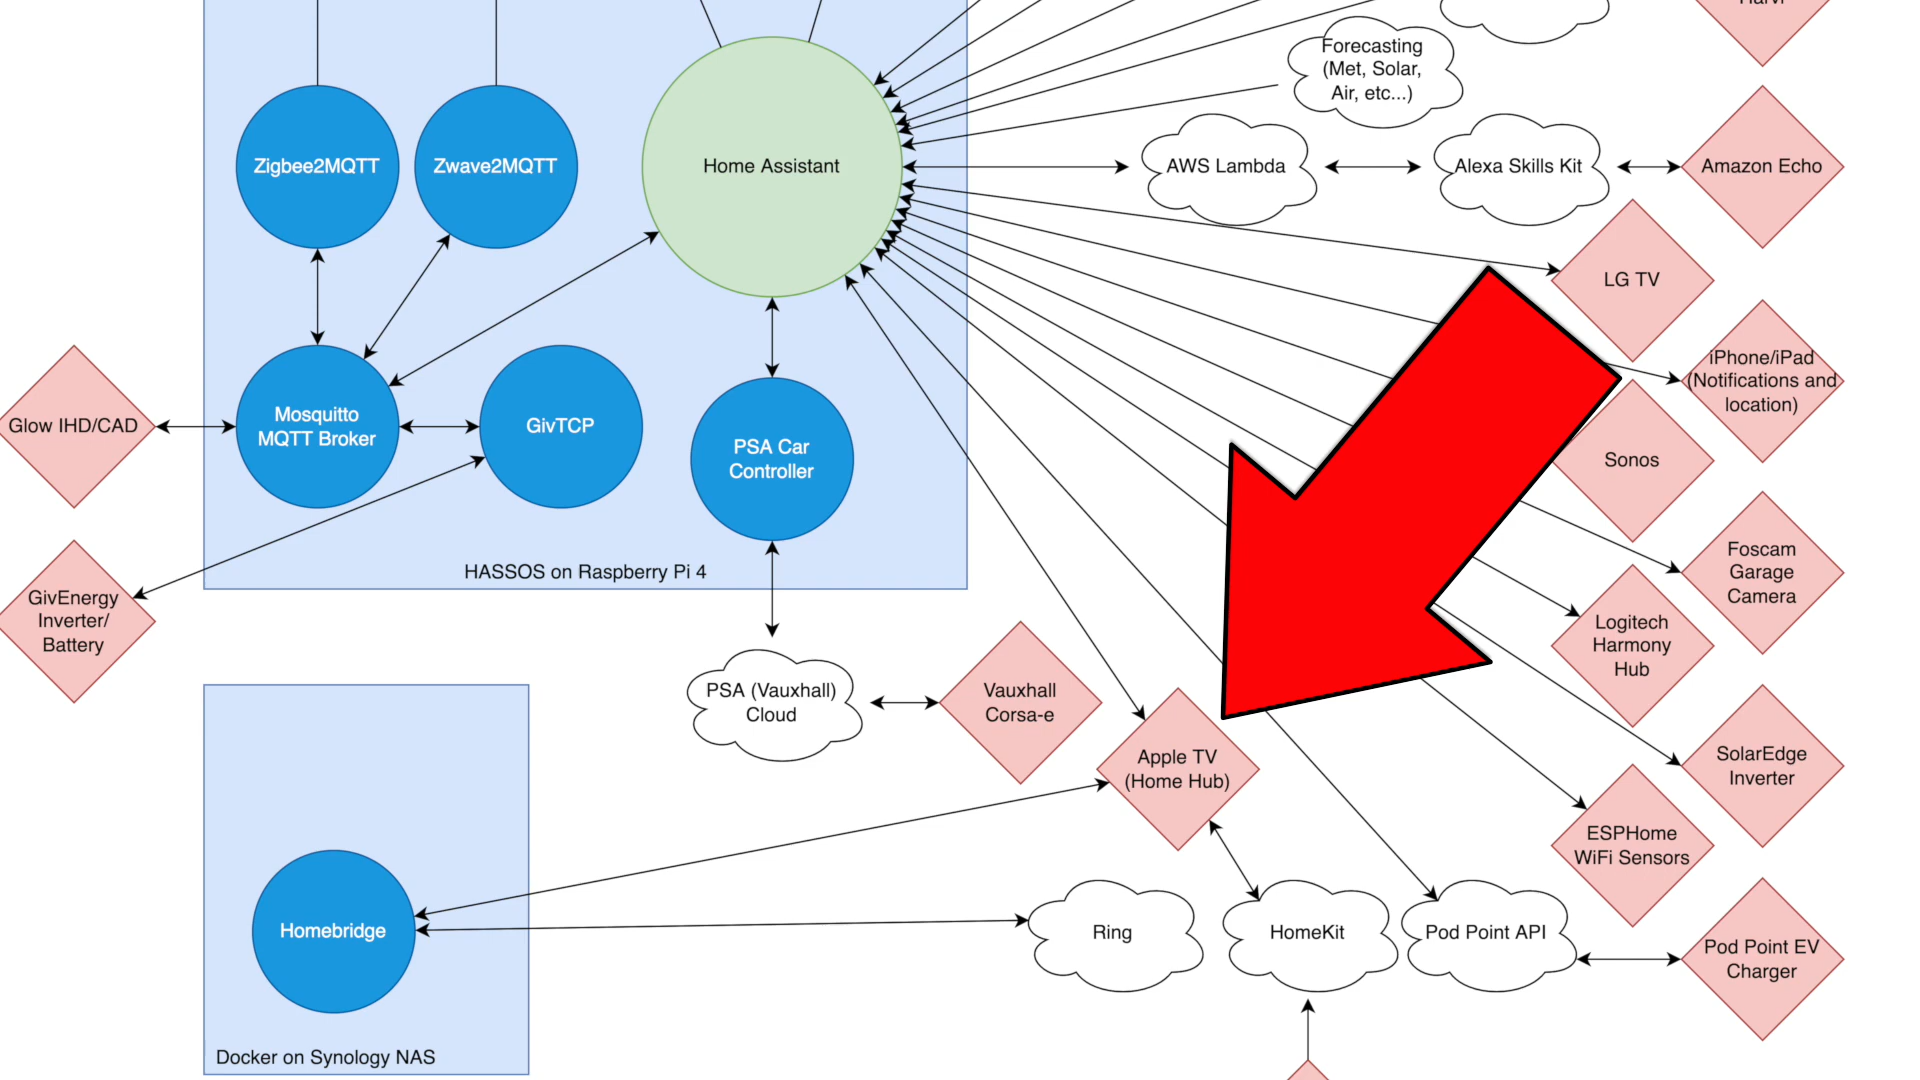 Harvi
Forecasting
(Met, Solar,
Air, etc...)
Zigbee2MQTT
Zwave2MQTT
Home Assistant
AWS Lambda
Alexa Skills Kit
Amazon Echo
LG TV
iPhone/iPad
(Notifications and
location)
Glow IHD/CAD
Mosquitto
MQTT Broker
GivTCP
PSA Car
Controller
Sonos
HASSOS on Raspberry Pi 4
Foscam
Garage
Camera
GivEnergy
Inverter/
Battery
Logitech
Harmony
Hub
PSA (Vauxhall)
Cloud
Vauxhall
Corsa-e
Apple TV
(Home Hub)
SolarEdge
Inverter
ESPHome
WiFi Sensors
Homebridge
Ring
HomeKit
Pod Point API
Pod Point EV
Charger
Docker on Synology NAS